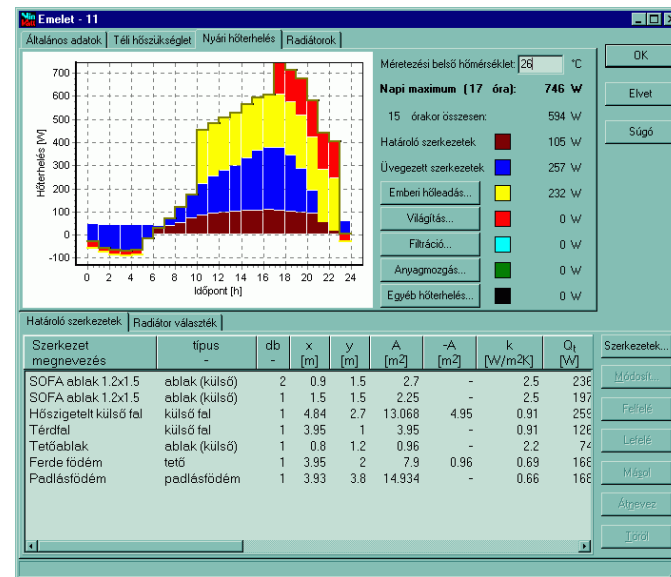 Emelet - 11
Általános adatok Téli hőszükséglet Nyári hőterhelés Radiátorok
Méretezési belső hőmérséklet: 26 °C
Napi maximum (17 óra): 746 W
15 órakor összesen: 594 W
Határoló szerkezetek 105 W
Üvegezett szerkezetek 257 W
Emberi hőleadás... 232 W
Világítás... 0 W
Filtráció... 0 W
Anyagmozgás... 0 W
Egyéb hőterhelés... 0 W
OK
Elvet
Súgó
Hőterhelés [W]
700
600
500
400
300
200
100
0
-100
0 2 4 6 8 10 12 14 16 18 20 22 24
Időpont [h]
Határoló szerkezetek Radiátor választék
Szerkezet típus db x y A -A k Qt
megnevezés - - [m] [m] [m2] [m2] [W/m2K] [W]
SOFA ablak 1.2x1.5 ablak (külső) 2 0.9 1.5 2.7 - 2.5 236
SOFA ablak 1.2x1.5 ablak (külső) 1 1.5 1.5 2.25 - 2.5 197
Hőszigetelt külső fal külső fal 1 4.84 2.7 13.068 4.95 0.91 259
Térdfal külső fal 1 3.95 1 3.95 - 0.91 126
Tetőablak ablak (külső) 1 0.8 1.2 0.96 - 2.2 74
Ferde födém tető 1 3.95 2 7.9 0.96 0.69 166
Padlásfödém padlásfödém 1 3.93 3.8 14.934 - 0.66 166
Szerkezetek...
Módosít...
Felfelé
Lefelé
Másol
Átnevez
Töröl